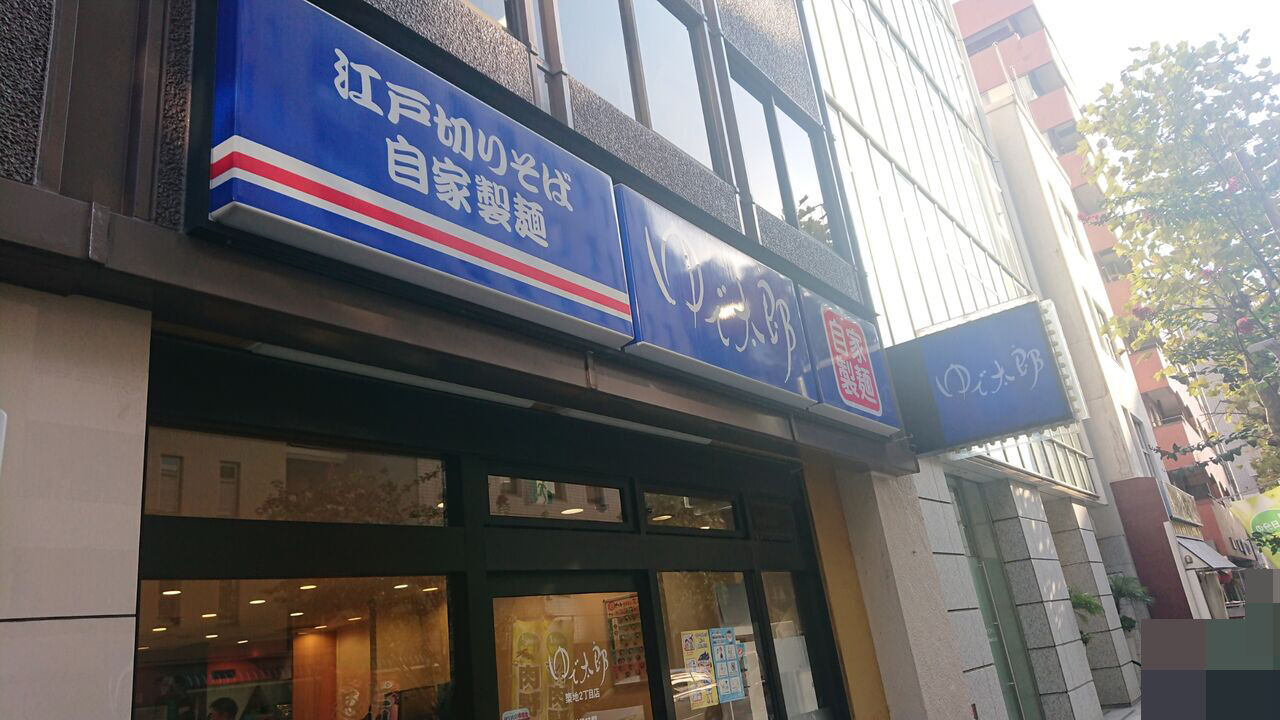 江戸切りそば
自家製麺
ゆで太郎
自家
製麺
ゆで太郎
ゆで太郎
築地2丁目店